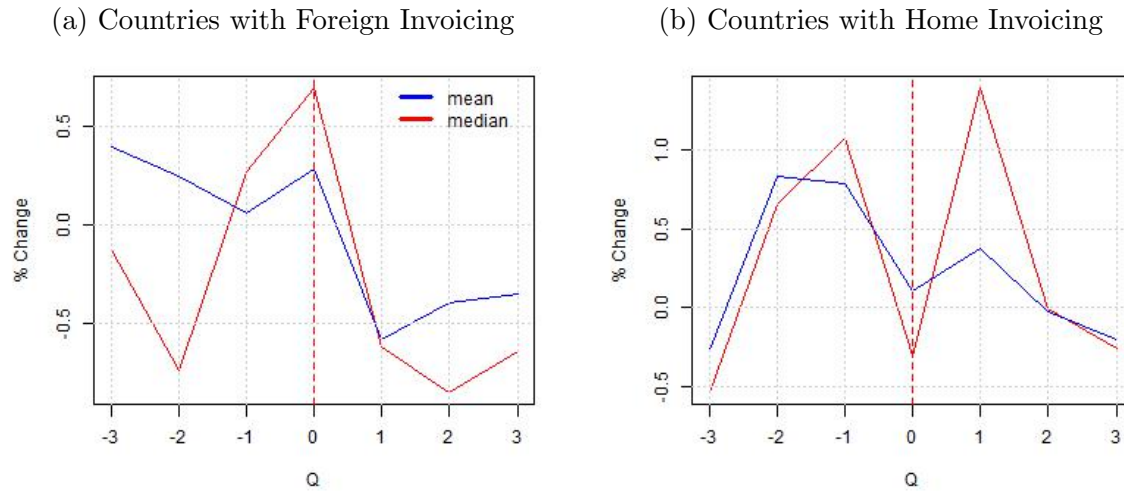 (a) Countries with Foreign Invoicing
(b) Countries with Home Invoicing
mean
median
% Change
0.5
0.0
-0.5
-3 -2 -1 0 1 2 3
Q
% Change
1.0
0.5
0.0
-0.5
-3 -2 -1 0 1 2 3
Q